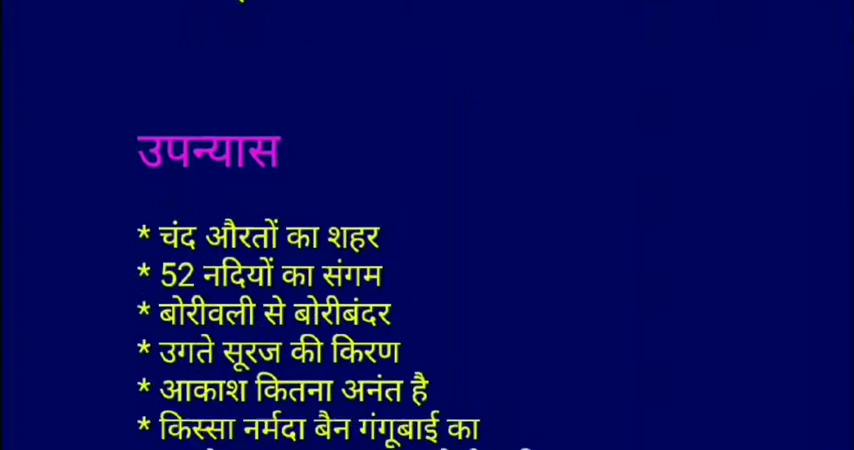 उपन्यास
* चंद औरतों का शहर
* 52 नदियों का संगम
* बोरीवली से बोरीबंदर
* उगते सूरज की किरण
* आकाश कितना अनंत है
* किस्सा नर्मदा बैन गंगूबाई का